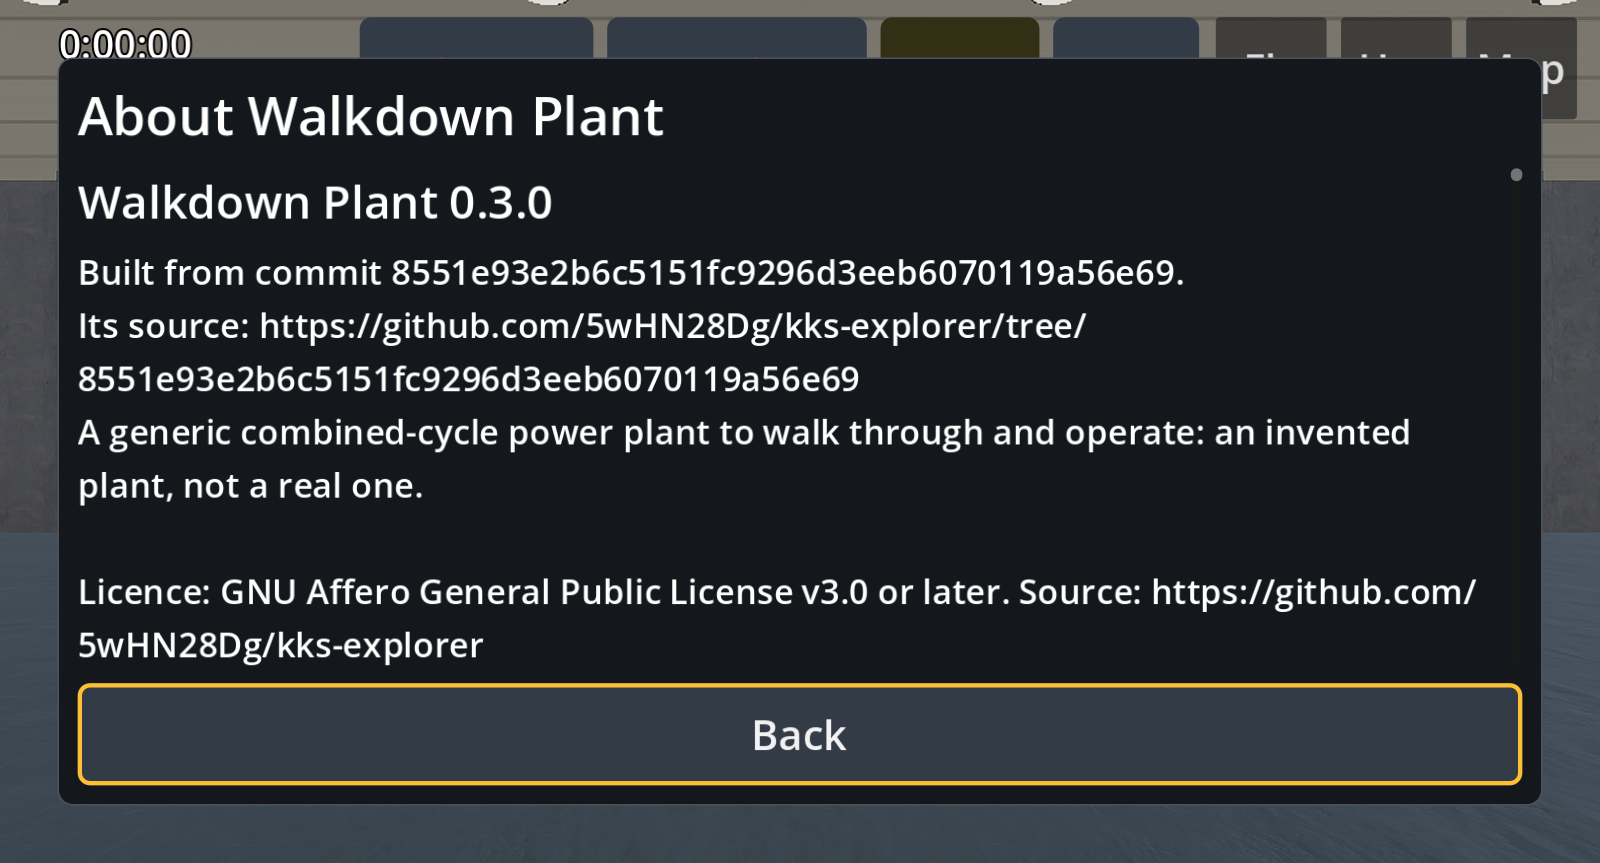 0:00:00
About Walkdown Plant
Walkdown Plant 0.3.0
Built from commit 8551e93e2b6c5151fc9296d3eeb6070119a56e69.
Its source: https://github.com/5wHN28Dg/kks-explorer/tree/
8551e93e2b6c5151fc9296d3eeb6070119a56e69
A generic combined-cycle power plant to walk through and operate: an invented
plant, not a real one.
Licence: GNU Affero General Public License v3.0 or later. Source: https://github.com/
5wHN28Dg/kks-explorer
Back